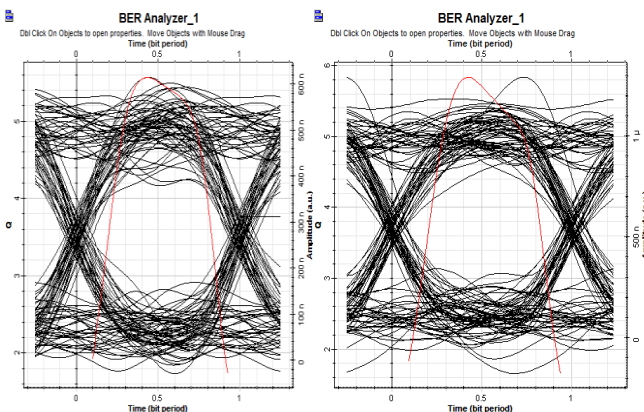 BER Analyzer_1
Dbl Click On Objects to open properties. Move Objects with Mouse Drag
Time (bit period)
0 0.5 1
Q
2 3 4 5
Amplitude (a.u.)
0 100 n 200 n 300 n 400 n 500 n 600 n
0 0.5 1
Time (bit period)
BER Analyzer_1
Dbl Click On Objects to open properties. Move Objects with Mouse Drag
Time (bit period)
0 0.5 1
Q
2 3 4 5 6
0 500 n 1 µ
0 0.5 1
Time (bit period)